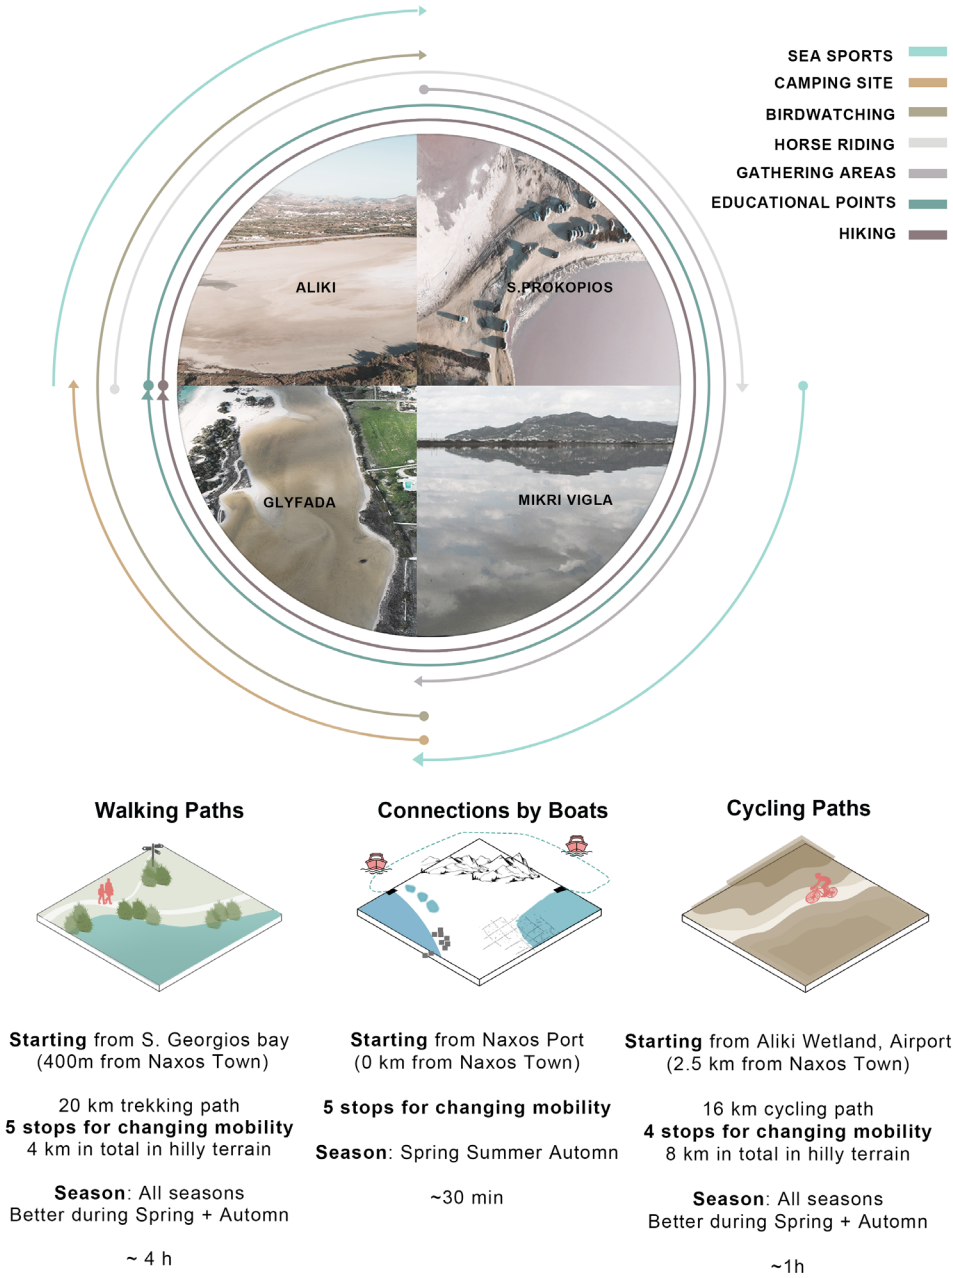 SEA SPORTS
CAMPING SITE
BIRDWATCHING
HORSE RIDING
GATHERING AREAS
EDUCATIONAL POINTS
HIKING
ALIKI
S.PROKOPIOS
GLYFADA
MIKRI VIGLA
Walking Paths
Starting from S. Georgios bay
(400m from Naxos Town)
20 km trekking path
5 stops for changing mobility
4 km in total in hilly terrain
Season: All seasons
Better during Spring + Automn
~ 4 h
Connections by Boats
Starting from Naxos Port
(0 km from Naxos Town)
5 stops for changing mobility
Season: Spring Summer Automn
~30 min
Cycling Paths
Starting from Aliki Wetland, Airport
(2.5 km from Naxos Town)
16 km cycling path
4 stops for changing mobility
8 km in total in hilly terrain
Season: All seasons
Better during Spring + Automn
~1h